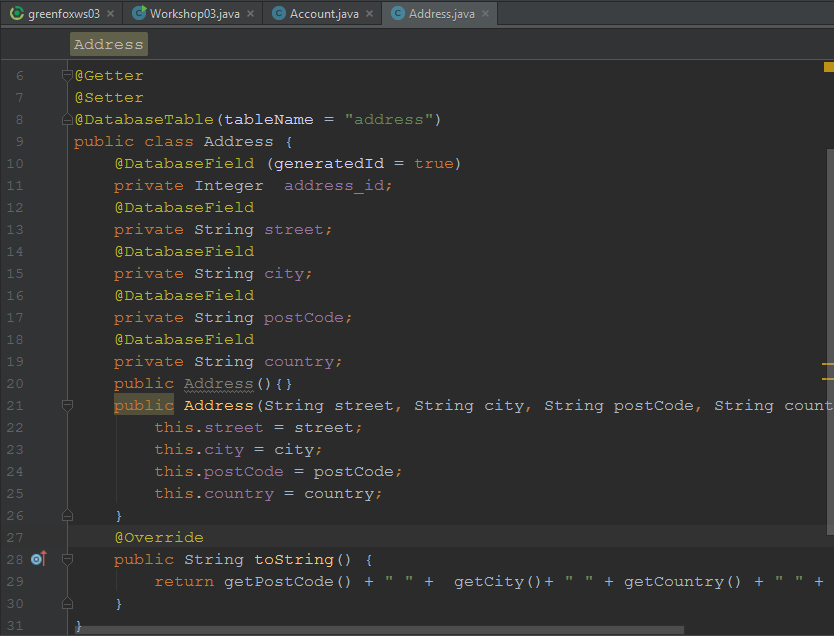 greenfoxws03 × Workshop03.java × Account.java × Address.java ×
Address
6 @Getter
7 @Setter
8 @DatabaseTable(tableName = "address")
9 public class Address {
10 @DatabaseField (generatedId = true)
11 private Integer  address_id;
12 @DatabaseField
13 private String street;
14 @DatabaseField
15 private String city;
16 @DatabaseField
17 private String postCode;
18 @DatabaseField
19 private String country;
20 public Address(){}
21 public Address(String street, String city, String postCode, String count
22 this.street = street;
23 this.city = city;
24 this.postCode = postCode;
25 this.country = country;
26 }
27 @Override
28 public String toString() {
29 return getPostCode() + " " +  getCity()+ " " + getCountry() + " " +
30 }
31 }